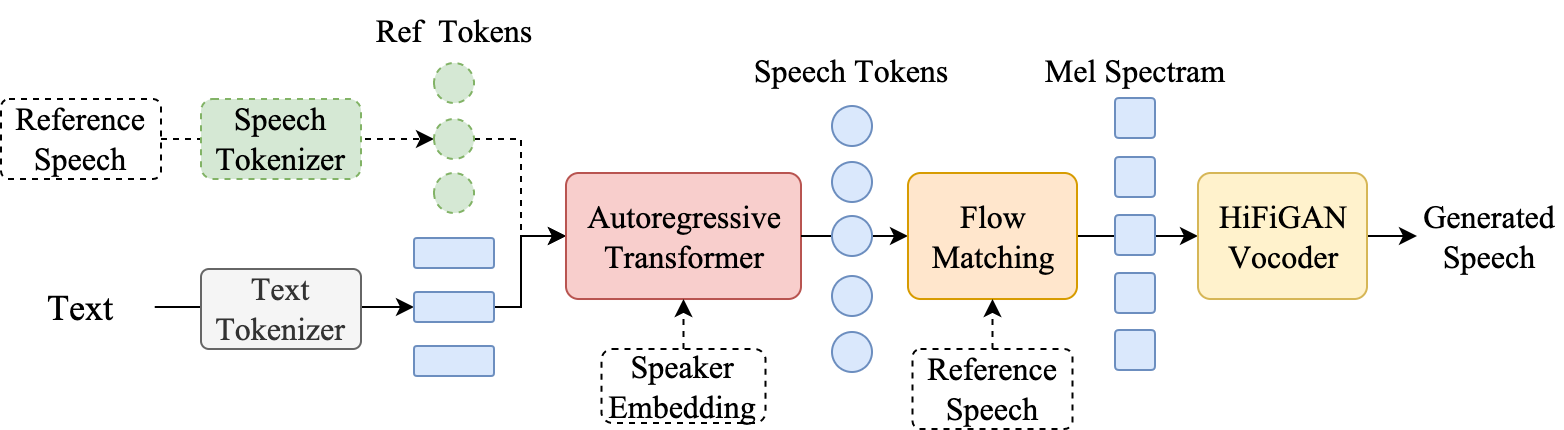 Ref Tokens
Speech Tokens
Mel Spectram
Reference
Speech
Speech
Tokenizer
Autoregressive
Transformer
Flow
Matching
HiFiGAN
Vocoder
Generated
Speech
Text
Text
Tokenizer
Speaker
Embedding
Reference
Speech